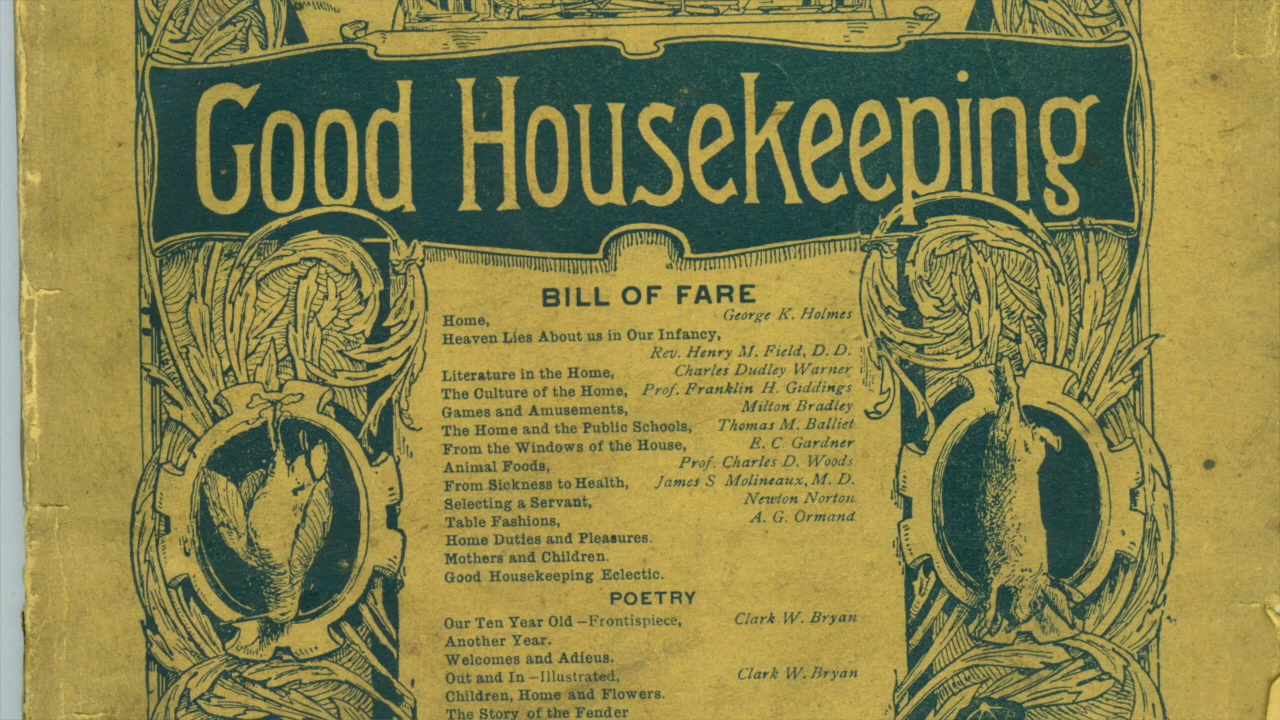 Good Housekeeping
BILL OF FARE
Home, George K. Holmes
Heaven Lies About us in Our Infancy,
Rev. Henry M. Field, D. D.
Literature in the Home, Charles Dudley Warner
The Culture of the Home, Prof. Franklin H. Giddings
Games and Amusements, Milton Bradley
The Home and the Public Schools, Thomas M. Balliet
From the Windows of the House, E. C Gardner
Animal Foods, Prof. Charles D. Woods
From Sickness to Health, James S Molineaux, M. D.
Selecting a Servant, Newton Norton
Table Fashions, A. G. Ormand
Home Duties and Pleasures.
Mothers and Children.
Good Housekeeping Eclectic.
POETRY
Our Ten Year Old –Frontispiece, Clark W. Bryan
Another Year.
Welcomes and Adieus.
Out and In –Illustrated, Clark W. Bryan
Children, Home and Flowers.
The Story of the Fender